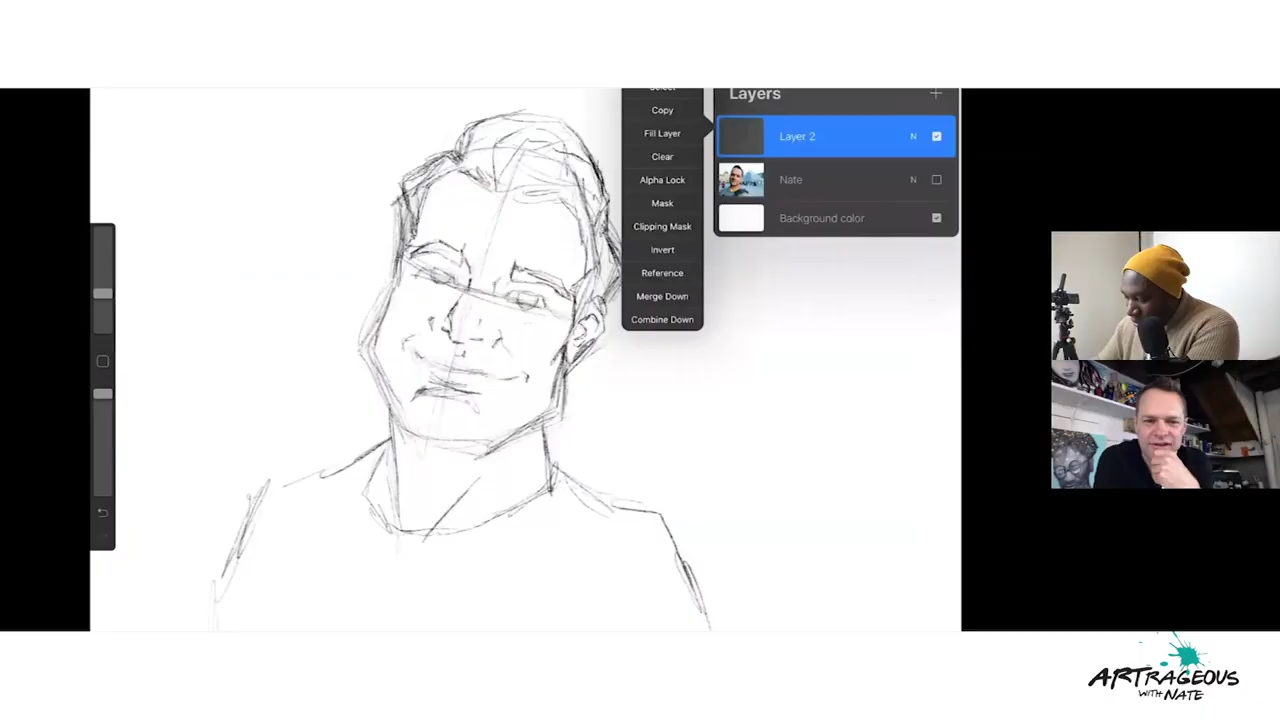 Select
Layers
Copy
Fill Layer
Clear
Alpha Lock
Mask
Clipping Mask
Invert
Reference
Merge Down
Combine Down
Layer 2 N
Nate N
Background color
ARTRAGEOUS
WITH NATE